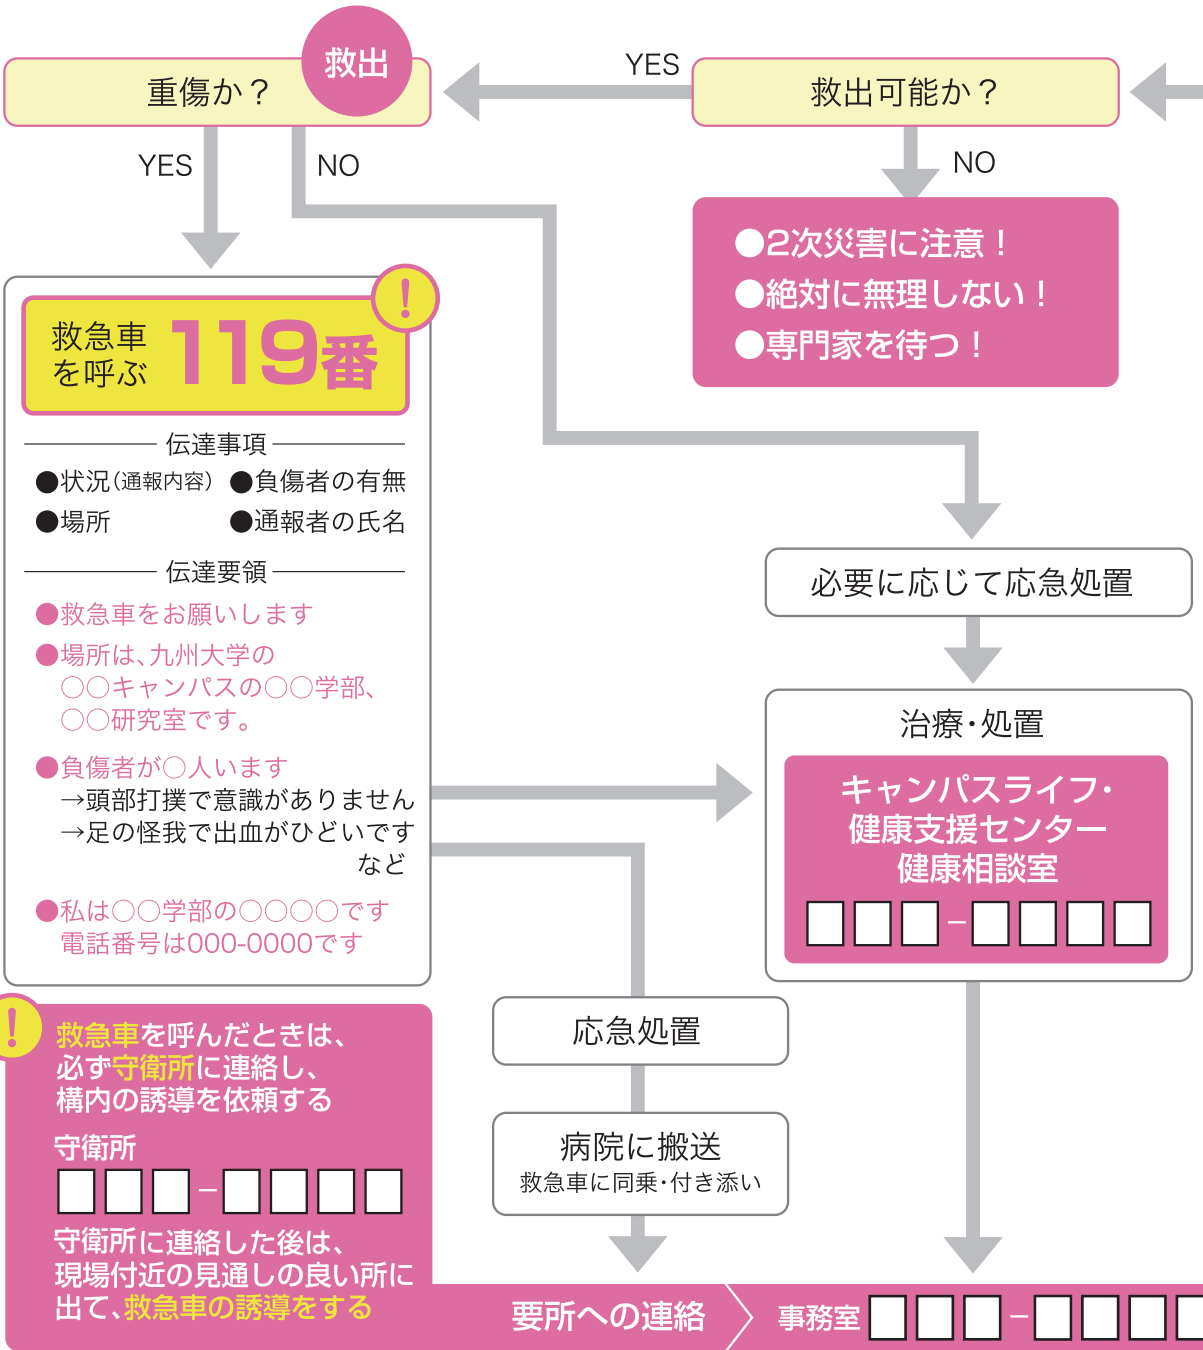 救出
重傷か？
YES
救出可能か？
YES
NO
NO
●2次災害に注意！
●絶対に無理しない！
●専門家を待つ！
!
救急車
を呼ぶ
119番
伝達事項
●状況（通報内容） ●負傷者の有無
●場所 ●通報者の氏名
伝達要領
●救急車をお願いします
●場所は、九州大学の
○○キャンパスの○○学部、
○○研究室です。
●負傷者が○人います
→頭部打撲で意識がありません
→足の怪我で出血がひどいです
など
●私は○○学部の○○○○です
電話番号は000-0000です
必要に応じて応急処置
治療・処置
キャンパスライフ・
健康支援センター
健康相談室
□□□−□□□□
応急処置
病院に搬送
救急車に同乗・付き添い
!
救急車を呼んだときは、
必ず守衛所に連絡し、
構内の誘導を依頼する
守衛所
□□□−□□□□
守衛所に連絡した後は、
現場付近の見通しの良い所に
出て、救急車の誘導をする
要所への連絡
事務室 □□□−□□□□